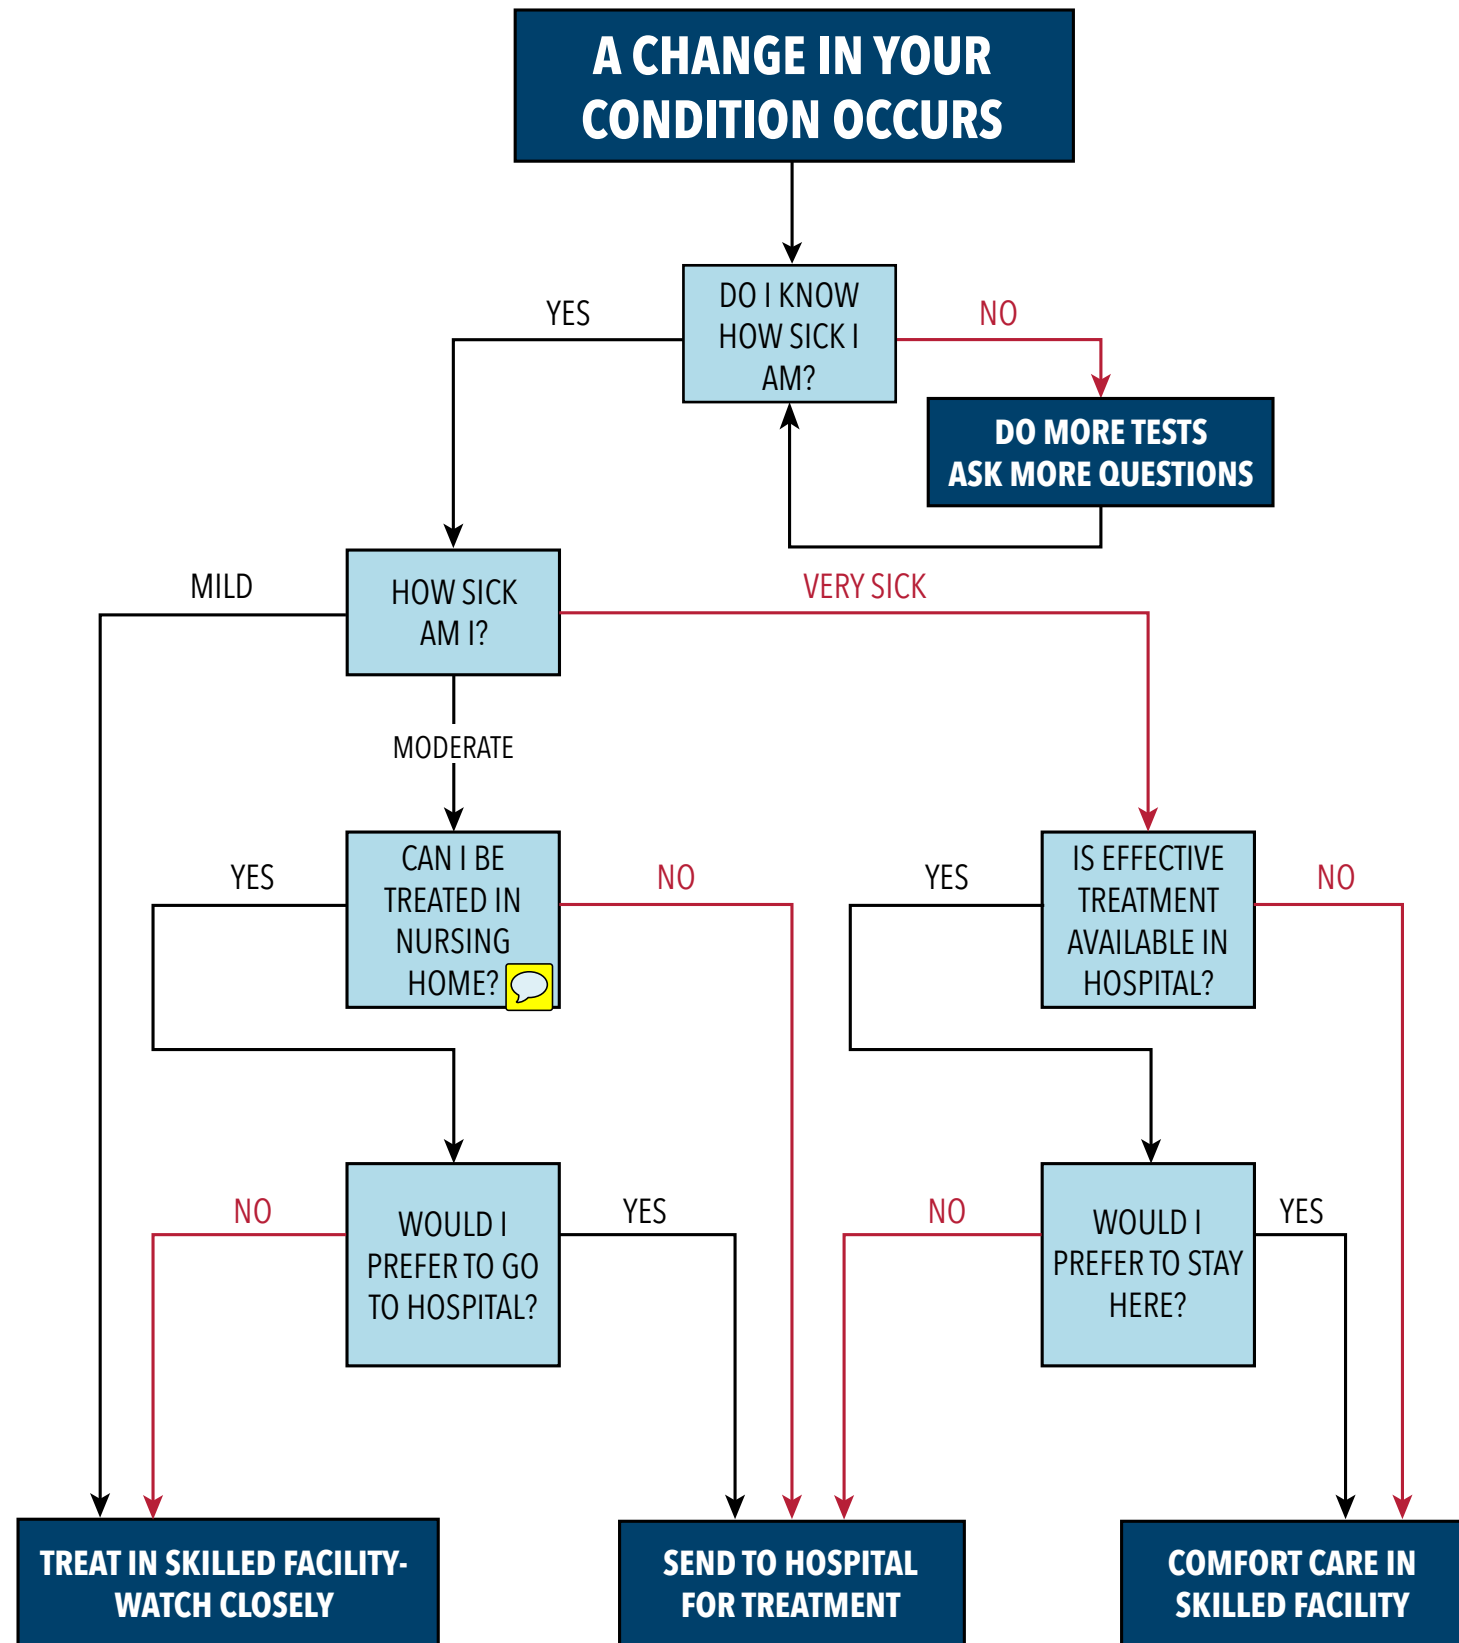 A CHANGE IN YOUR
CONDITION OCCURS
DO I KNOW
HOW SICK I
AM?
YES
NO
DO MORE TESTS
ASK MORE QUESTIONS
HOW SICK
AM I?
MILD
VERY SICK
MODERATE
CAN I BE
TREATED IN
NURSING
HOME?
YES
NO
IS EFFECTIVE
TREATMENT
AVAILABLE IN
HOSPITAL?
YES
NO
WOULD I
PREFER TO GO
TO HOSPITAL?
NO
YES
WOULD I
PREFER TO STAY
HERE?
NO
YES
TREAT IN SKILLED FACILITY-
WATCH CLOSELY
SEND TO HOSPITAL
FOR TREATMENT
COMFORT CARE IN
SKILLED FACILITY